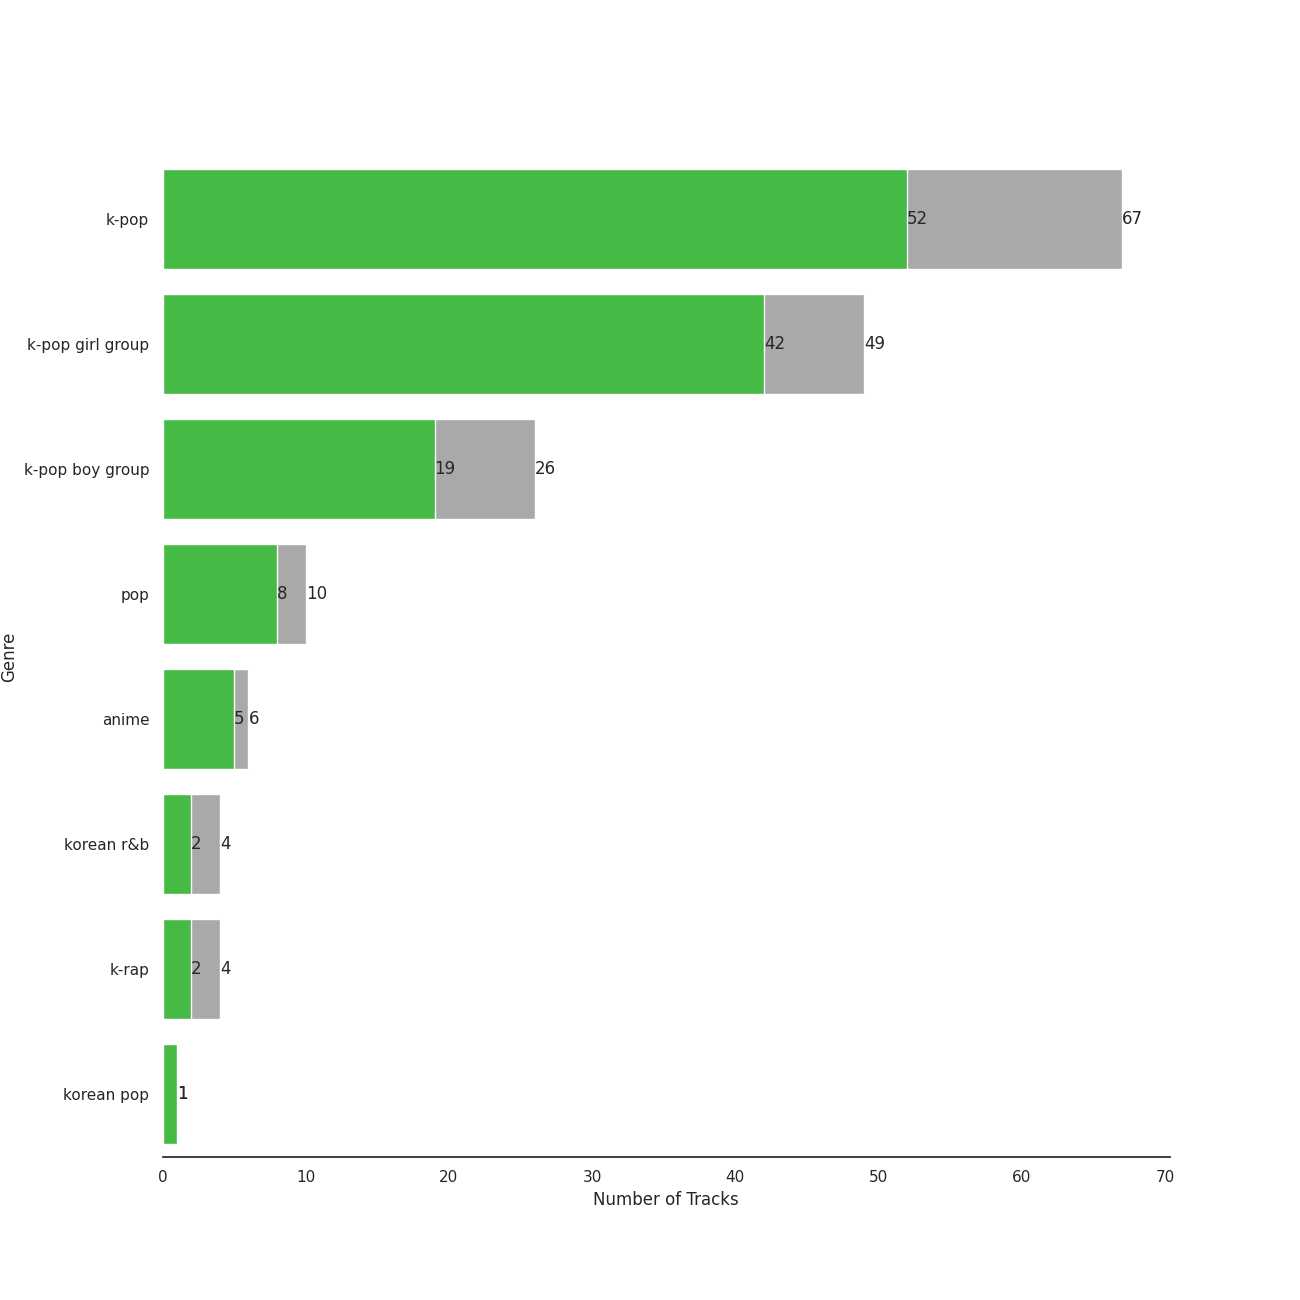 k-pop 52 67
k-pop girl group 42 49
k-pop boy group 19 26
pop 8 10
anime 5 6
korean r&b 2 4
k-rap 2 4
korean pop 1
0 10 20 30 40 50 60 70
Number of Tracks
Genre